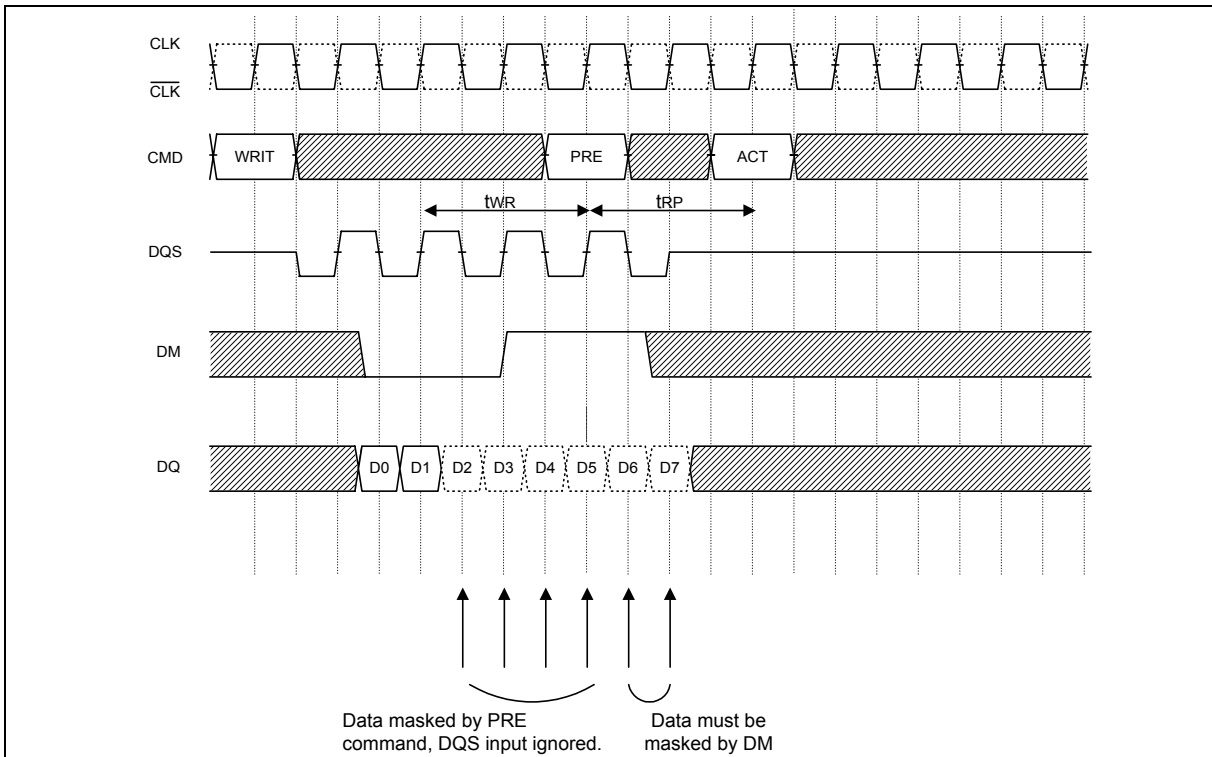 CLK
CLK
CMD WRIT PRE ACT
tWR tRP
DQS
DM
DQ D0 D1 D2 D3 D4 D5 D6 D7
Data masked by PRE
command, DQS input ignored.
Data must be
masked by DM